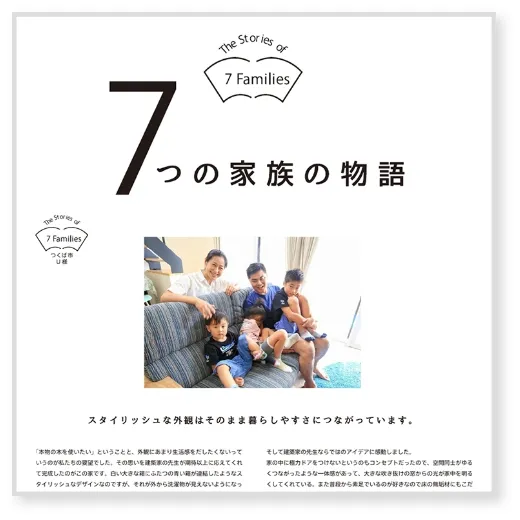 The Stories of
7 Families
7つの家族の物語
The Stories of
7 Families
つくば市
U様
スタイリッシュな外観はそのまま暮らしやすさにつながっています。
「本物の木を使いたい」ということと、外観にあまり生活感をだしたくないって
いうのが私たちの要望でした。その思いを建築家の先生が期待以上に応えてくれ
て完成したのがこの家です。白い大きな箱にふたつの青い箱が連結したようなス
タイリッシュなデザインなのですが、それが外から洗濯物が見えないようになっ
そして建築家の先生ならではのアイデアに感動しました。
家の中に極力ドアをつけないというのもコンセプトだったので、空間同士がゆる
くつながったような一体感があって、大きな吹き抜けの窓からの光が家中を明る
くしてくれている。また普段から素足でいるのが好きなので床の無垢材にもこだ